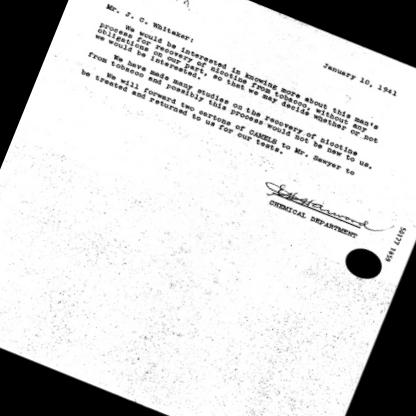 January 10, 1941
Mr. J. C. Whitaker:
We would be interested in knowing more about this man's
process for recovery of nicotine from tobacco, without any
obligations on our part, so that we may decide whether or not
we would be interested.
We have made many studies on the recovery of nicotine
from tobacco and possibly this process would not be new to us.
We will forward two cartons of CAMELS to Mr. Sawyer to
be treated and returned to us for our tests.
CHEMICAL DEPARTMENT
50177 1859